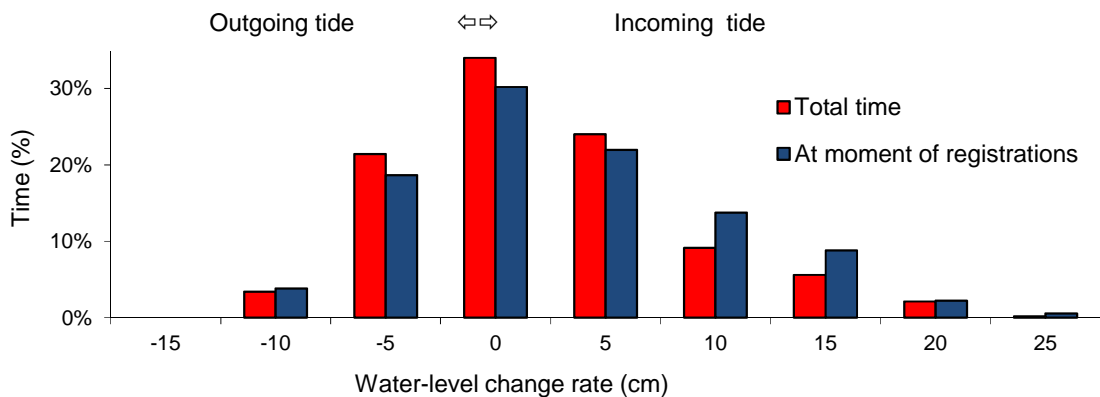 Outgoing tide ⇦⇨ Incoming tide
30%
20%
10%
0%
Time (%)
Total time
At moment of registrations
-15 -10 -5 0 5 10 15 20 25
Water-level change rate (cm)